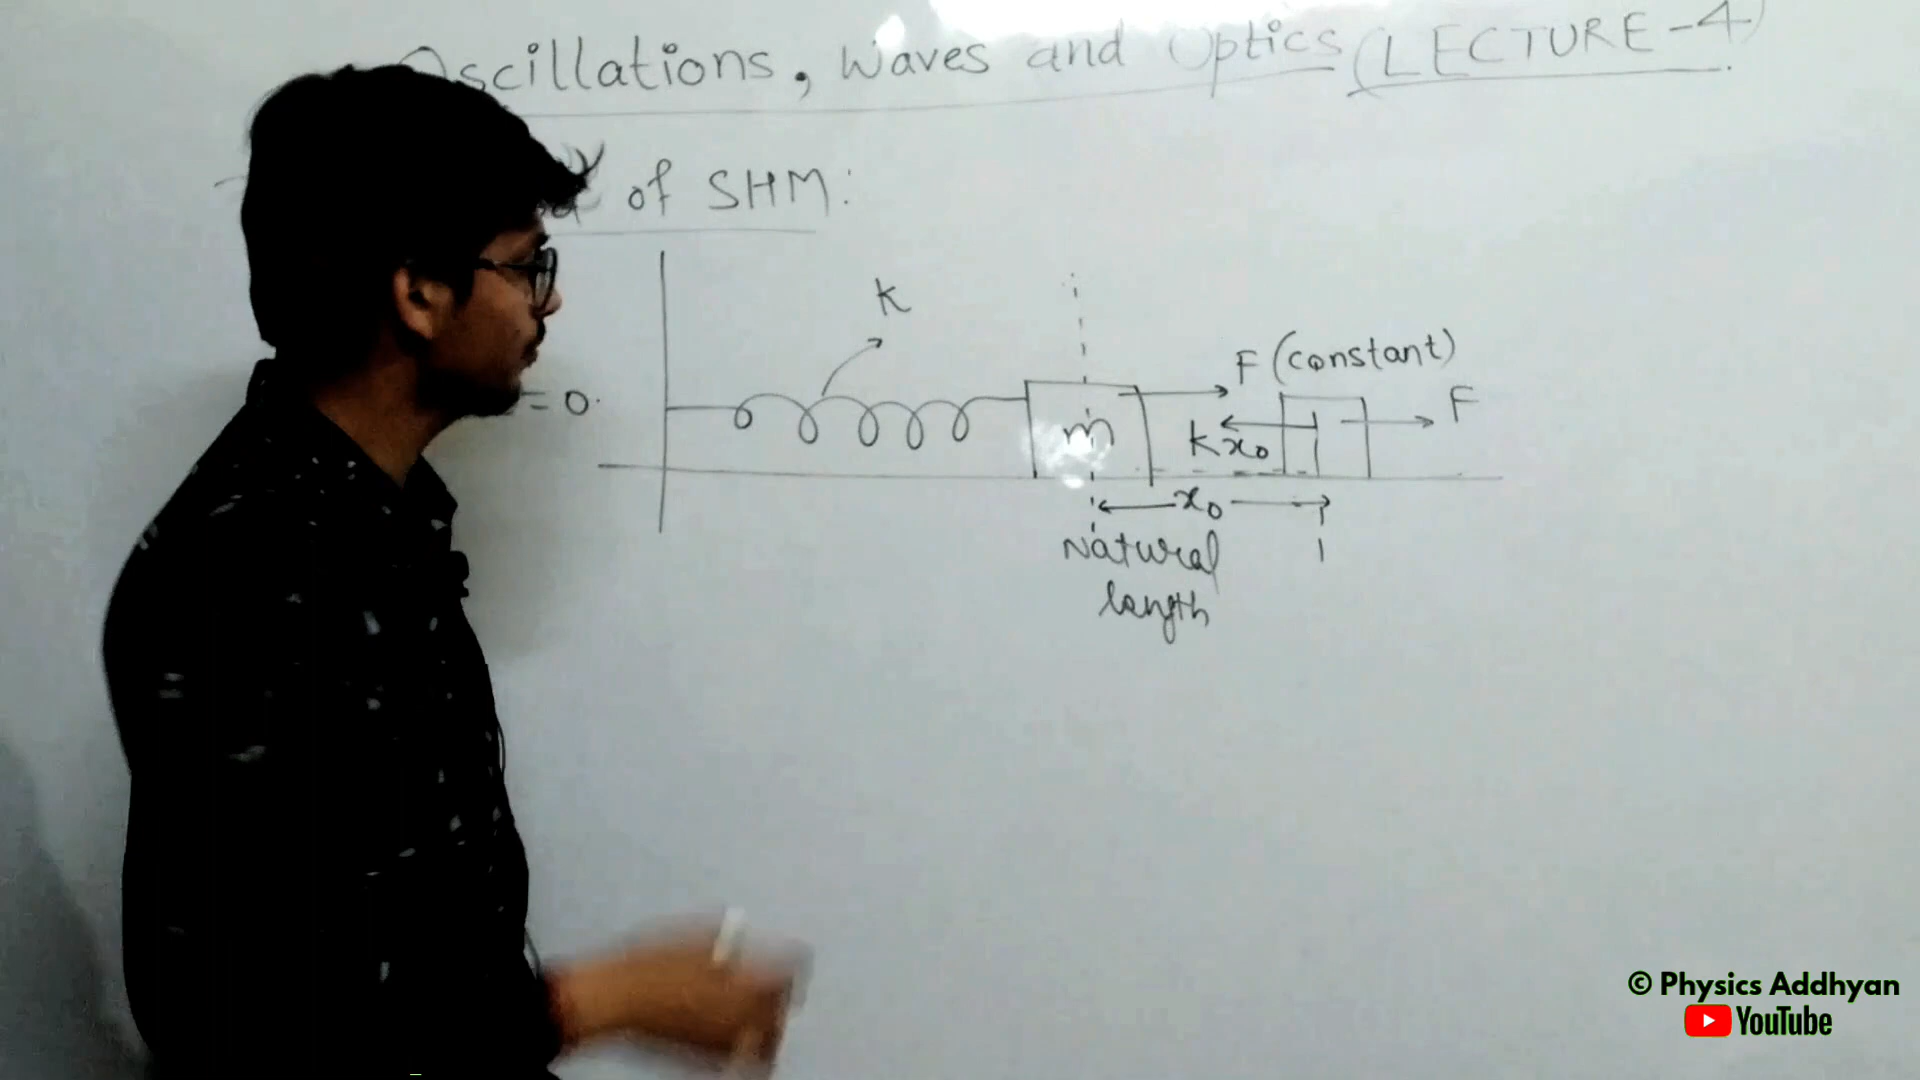 Oscillations, Waves and Optics (LECTURE-4)
of SHM:
K
F (constant)
F
= 0.
m
kx₀
x₀
Natural
length
© Physics Addhyan
YouTube